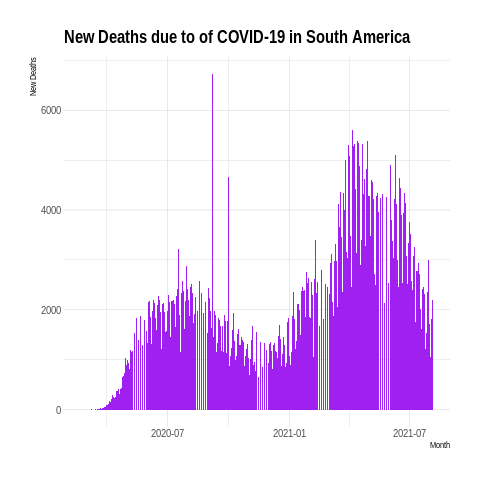 New Deaths due to of COVID-19 in South America
New Deaths
6000
4000
2000
0
2020-07
2021-01
2021-07
Month